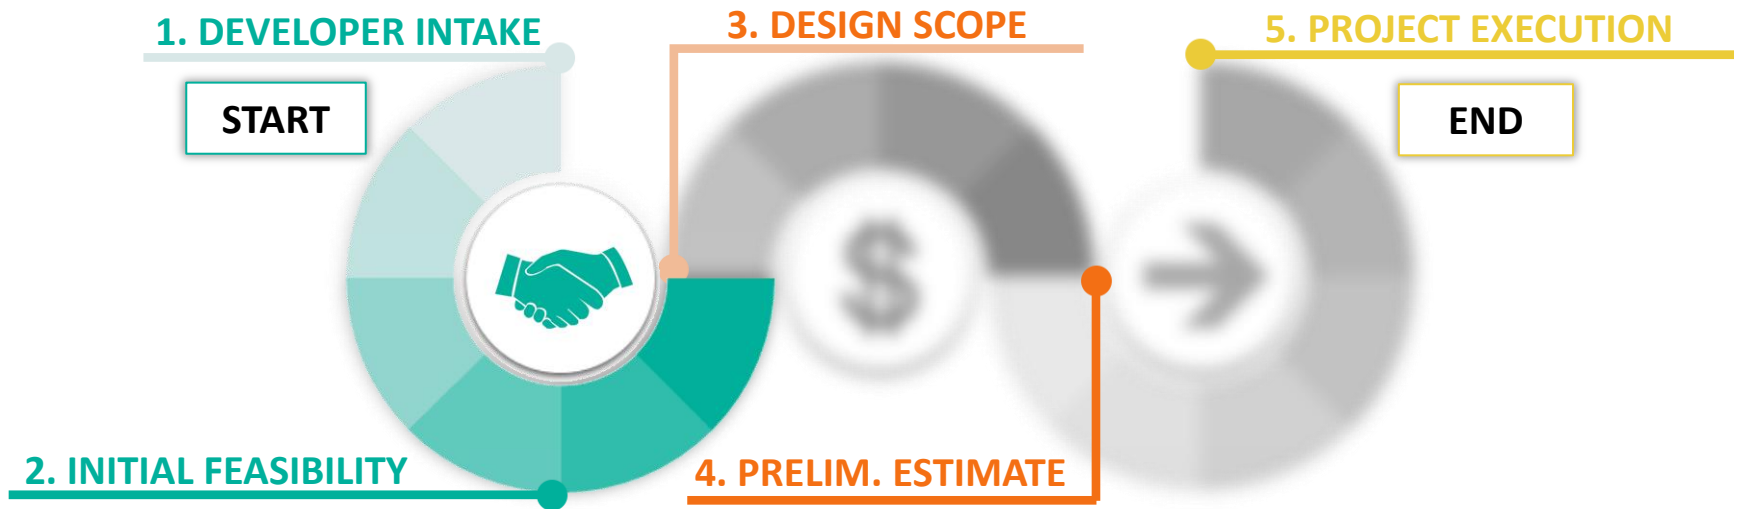 1. DEVELOPER INTAKE
START
2. INITIAL FEASIBILITY
3. DESIGN SCOPE
$
4. PRELIM. ESTIMATE
5. PROJECT EXECUTION
END